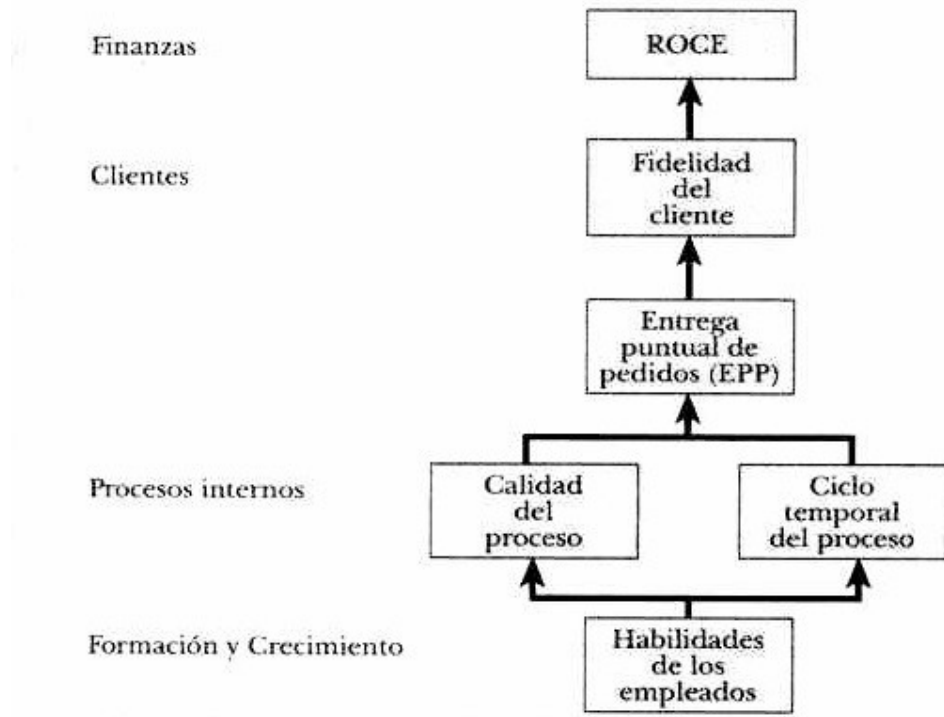 Finanzas
ROCE
Clientes
Fidelidad
del
cliente
Entrega
puntual de
pedidos (EPP)
Procesos internos
Calidad
del
proceso
Ciclo
temporal
del proceso
Formación y Crecimiento
Habilidades
de los
empleados